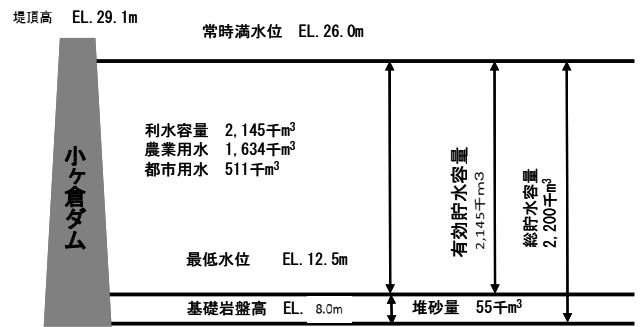 堤頂高 EL.29.1m
常時満水位 EL.26.0m
利水容量 2,145千m³
農業用水 1,634千m³
都市用水 511千m³
小ヶ倉ダム
有効貯水容量
2,145千m3
総貯水容量
2,200千m³
最低水位 EL.12.5m
基礎岩盤高 EL. 8.0m
堆砂量 55千m³